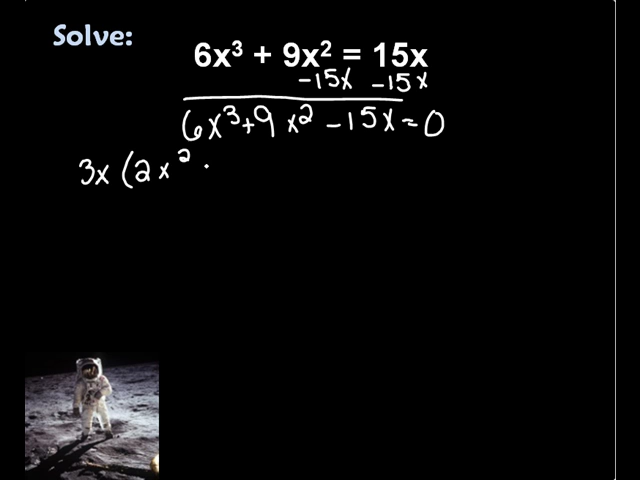 Solve:
6x³ + 9x² = 15x
-15x -15x
6x³+9x² -15x=0
3x (2x²